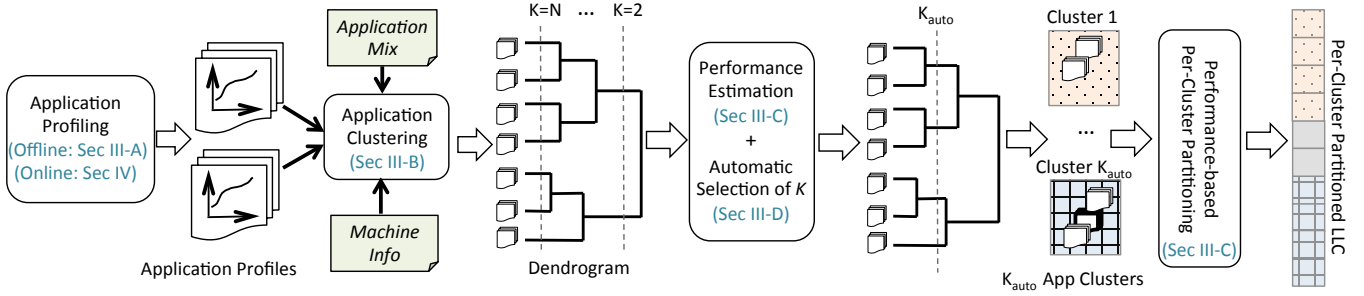 Application
Profiling
(Offline: Sec III-A)
(Online: Sec IV)
Application Profiles
Application
Mix
Application
Clustering
(Sec III-B)
Machine
Info
K=N ... K=2
Dendrogram
Performance
Estimation
(Sec III-C)
+
Automatic
Selection of K
(Sec III-D)
Kauto
Cluster 1
...
Cluster Kauto
Kauto App Clusters
Performance-based
Per-Cluster Partitioning
(Sec III-C)
Per-Cluster Partitioned LLC